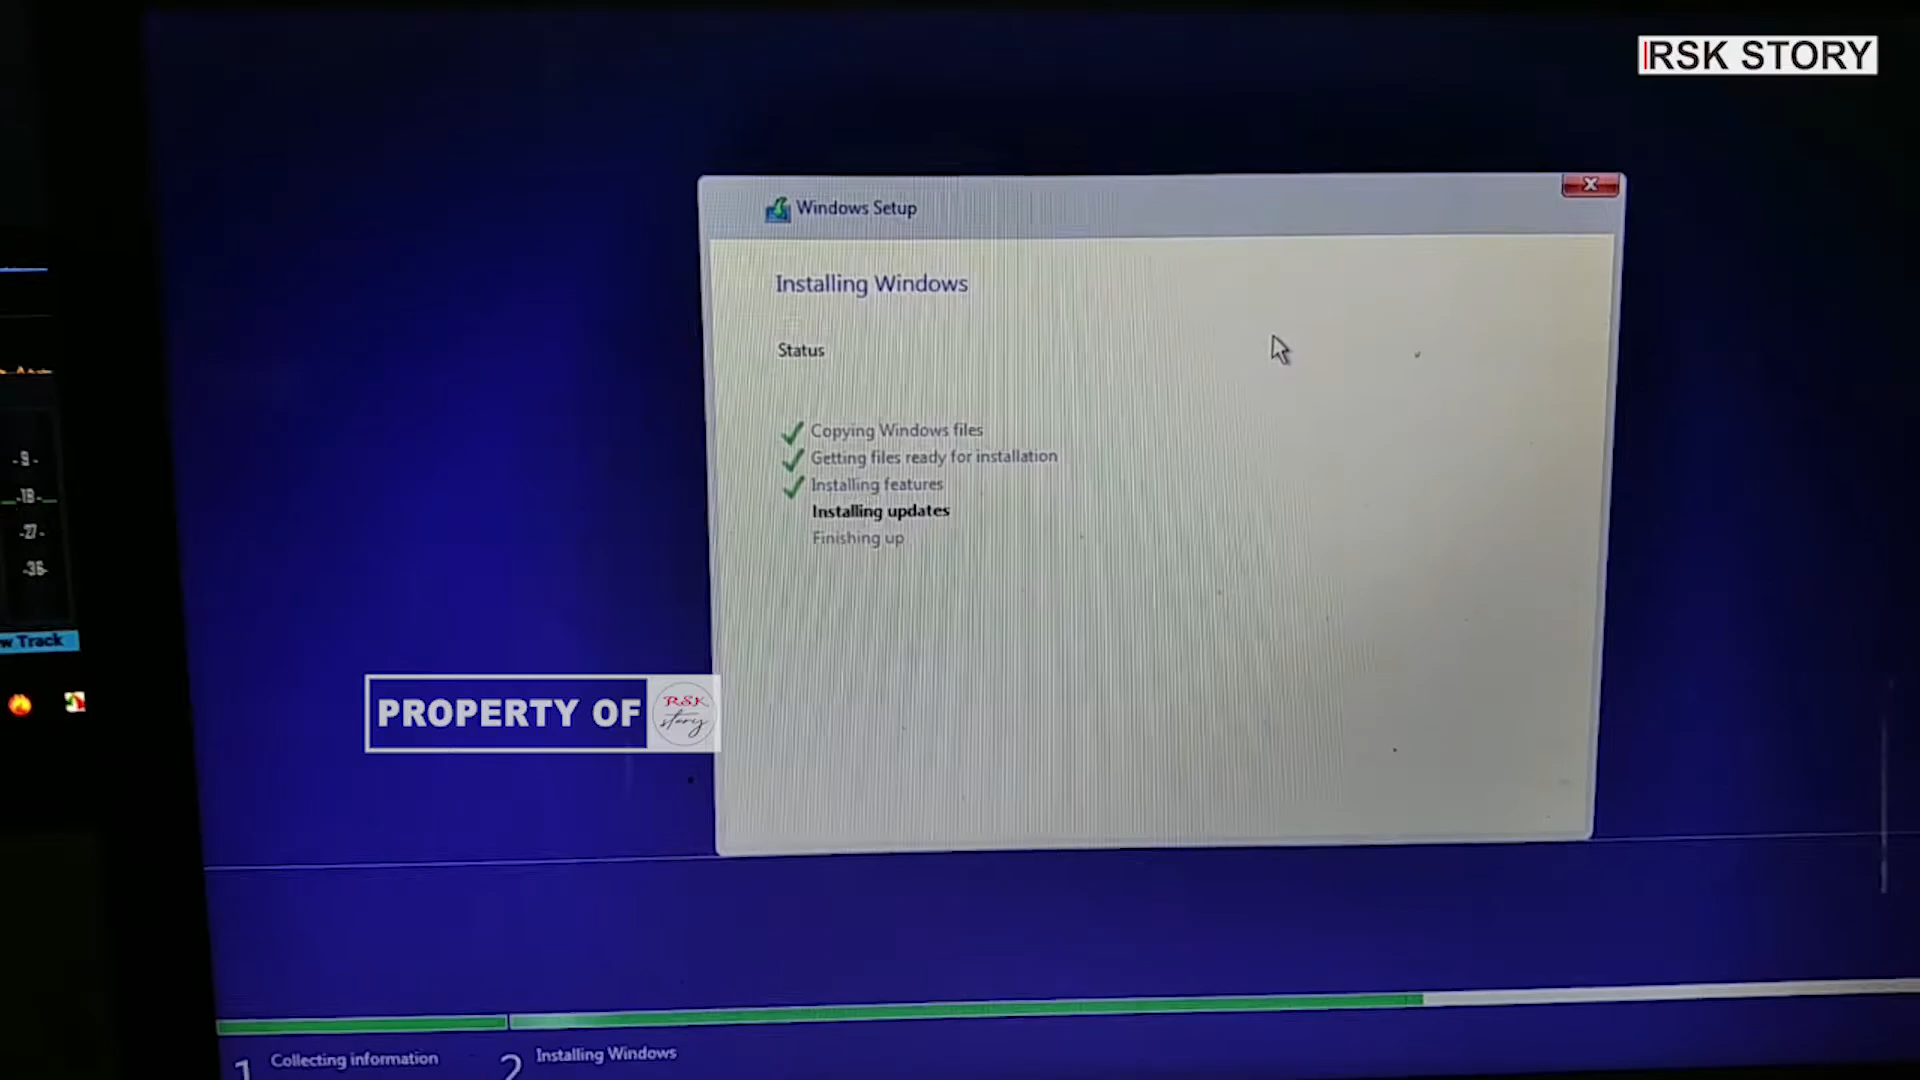 RSK STORY
Windows Setup
Installing Windows
Status
Copying Windows files
Getting files ready for installation
Installing features
Installing updates
Finishing up
-9-
-18-
-27-
-36-
w Track
PROPERTY OF
RSK
story
1 Collecting information
2 Installing Windows